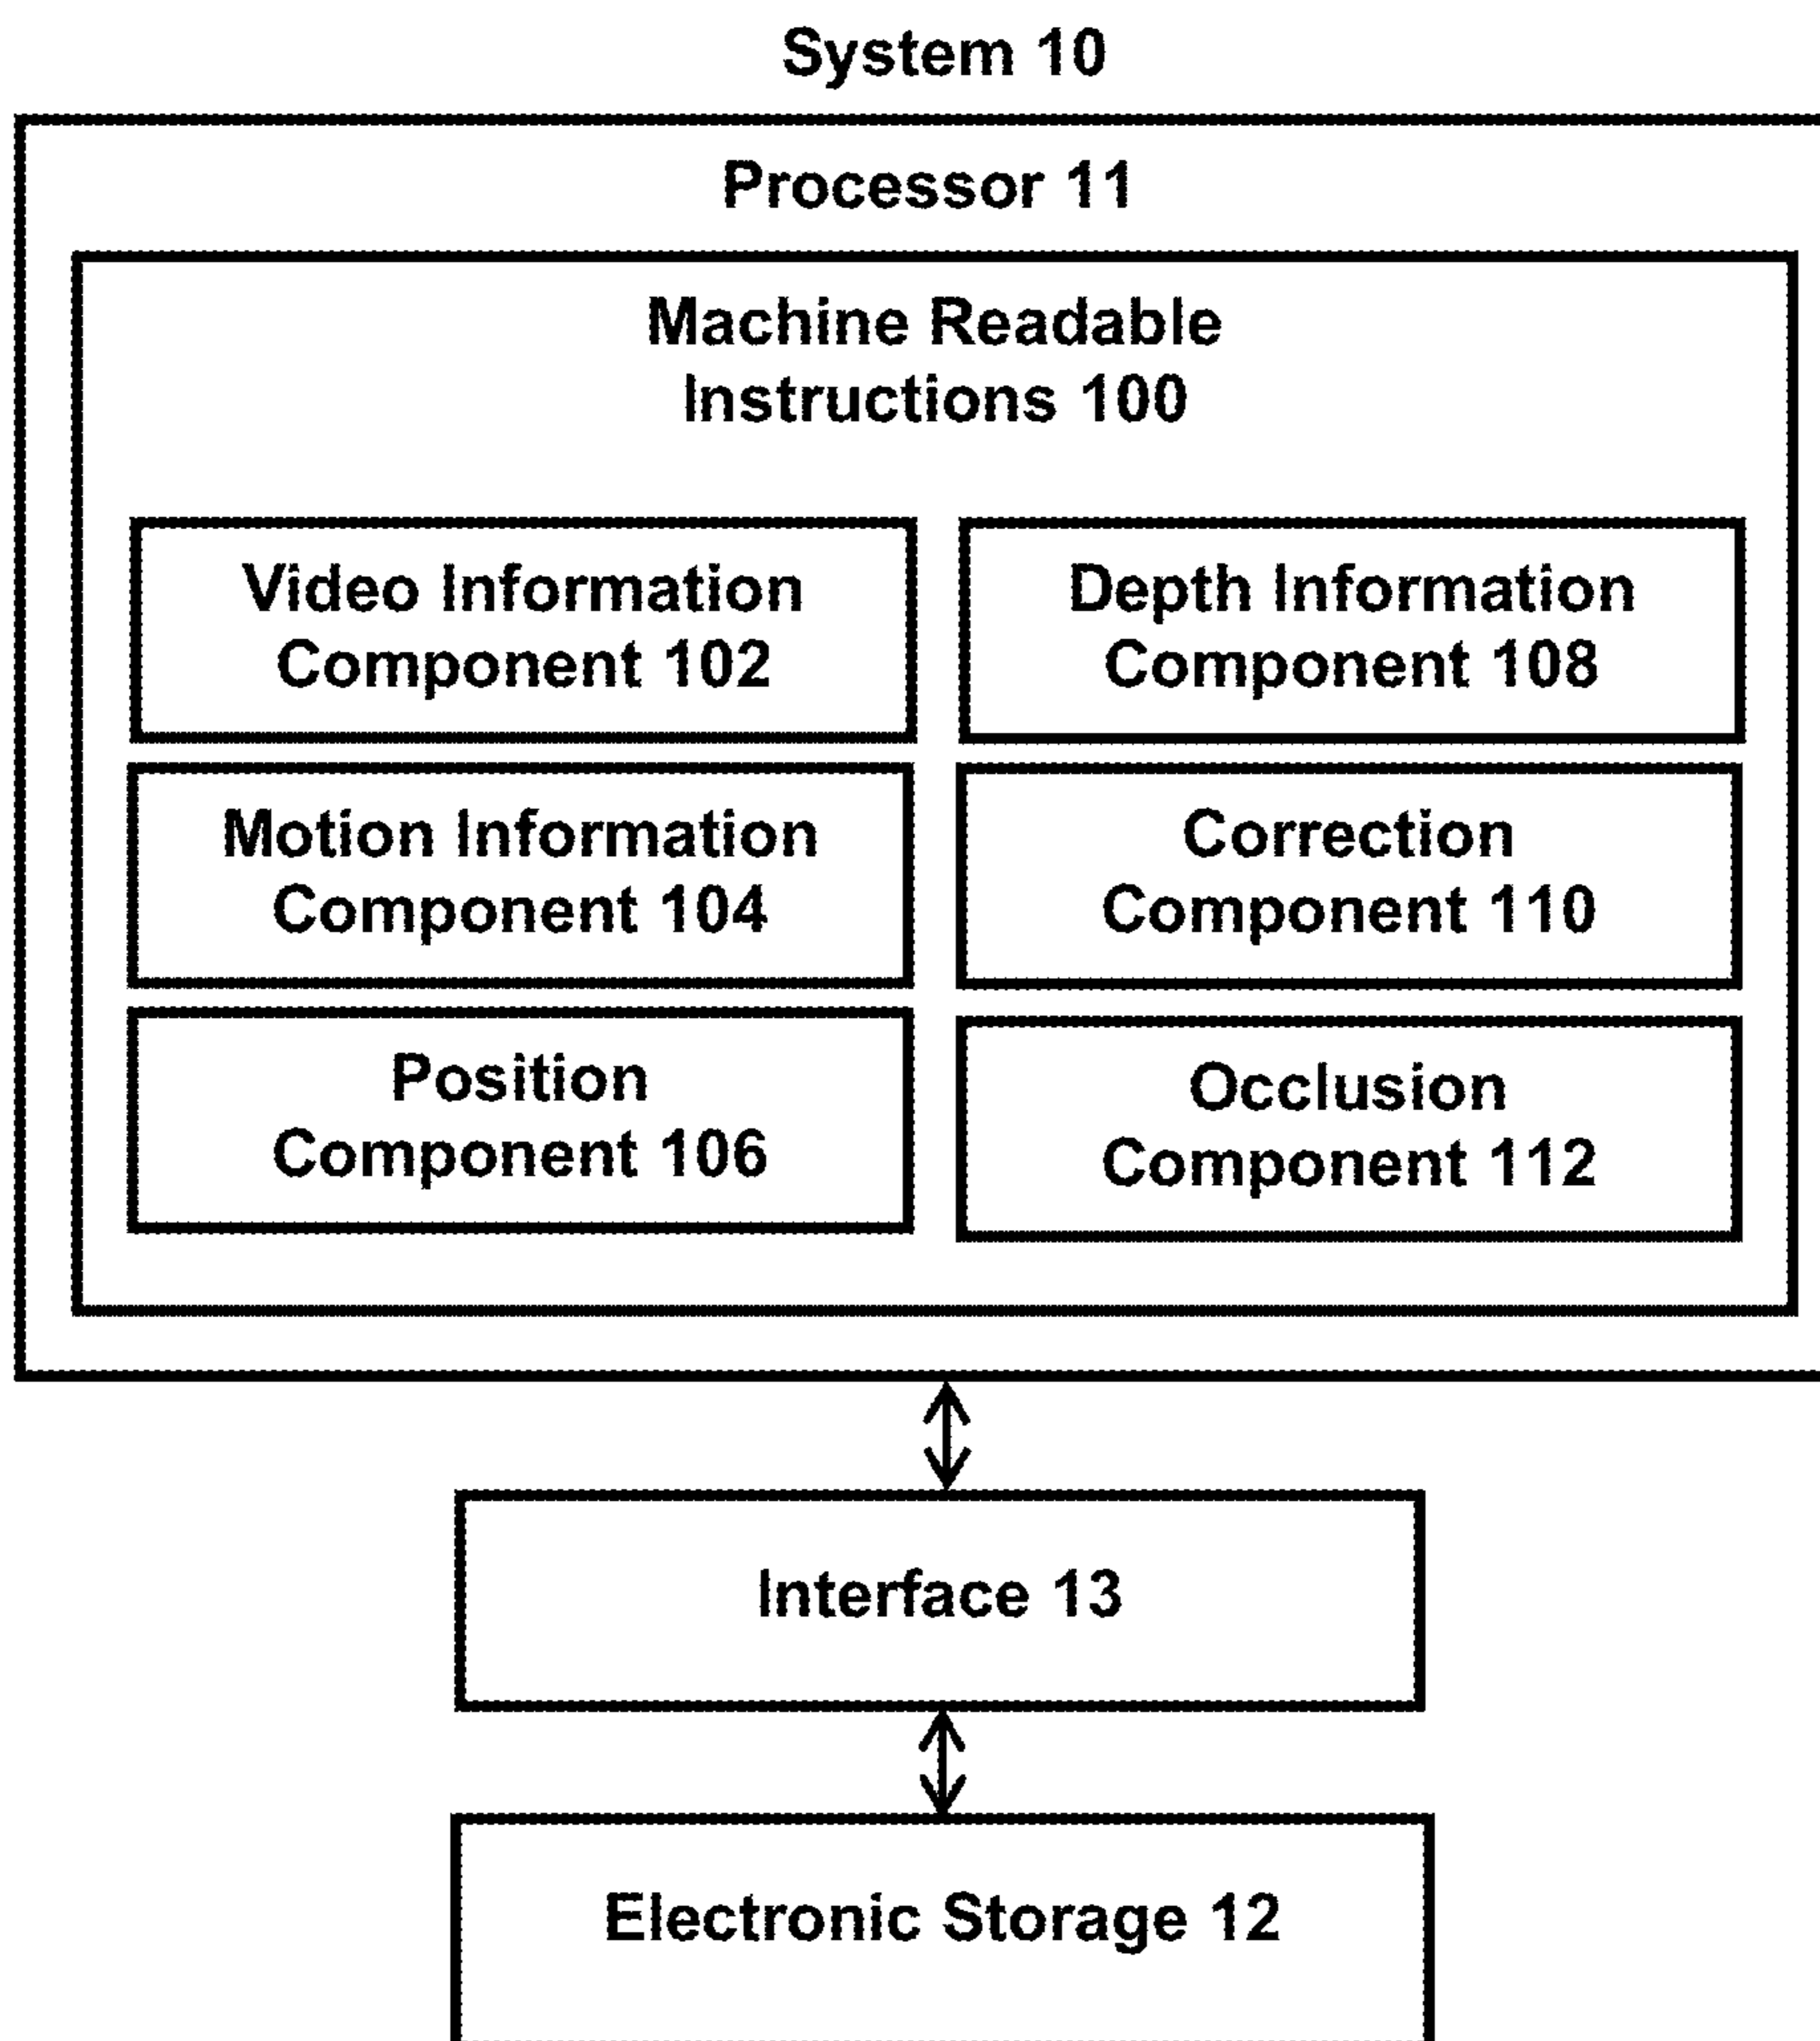 System 10
Processor 11
Machine Readable
Instructions 100
Video Information
Component 102
Depth Information
Component 108
Motion Information
Component 104
Correction
Component 110
Position
Component 106
Occlusion
Component 112
Interface 13
Electronic Storage 12